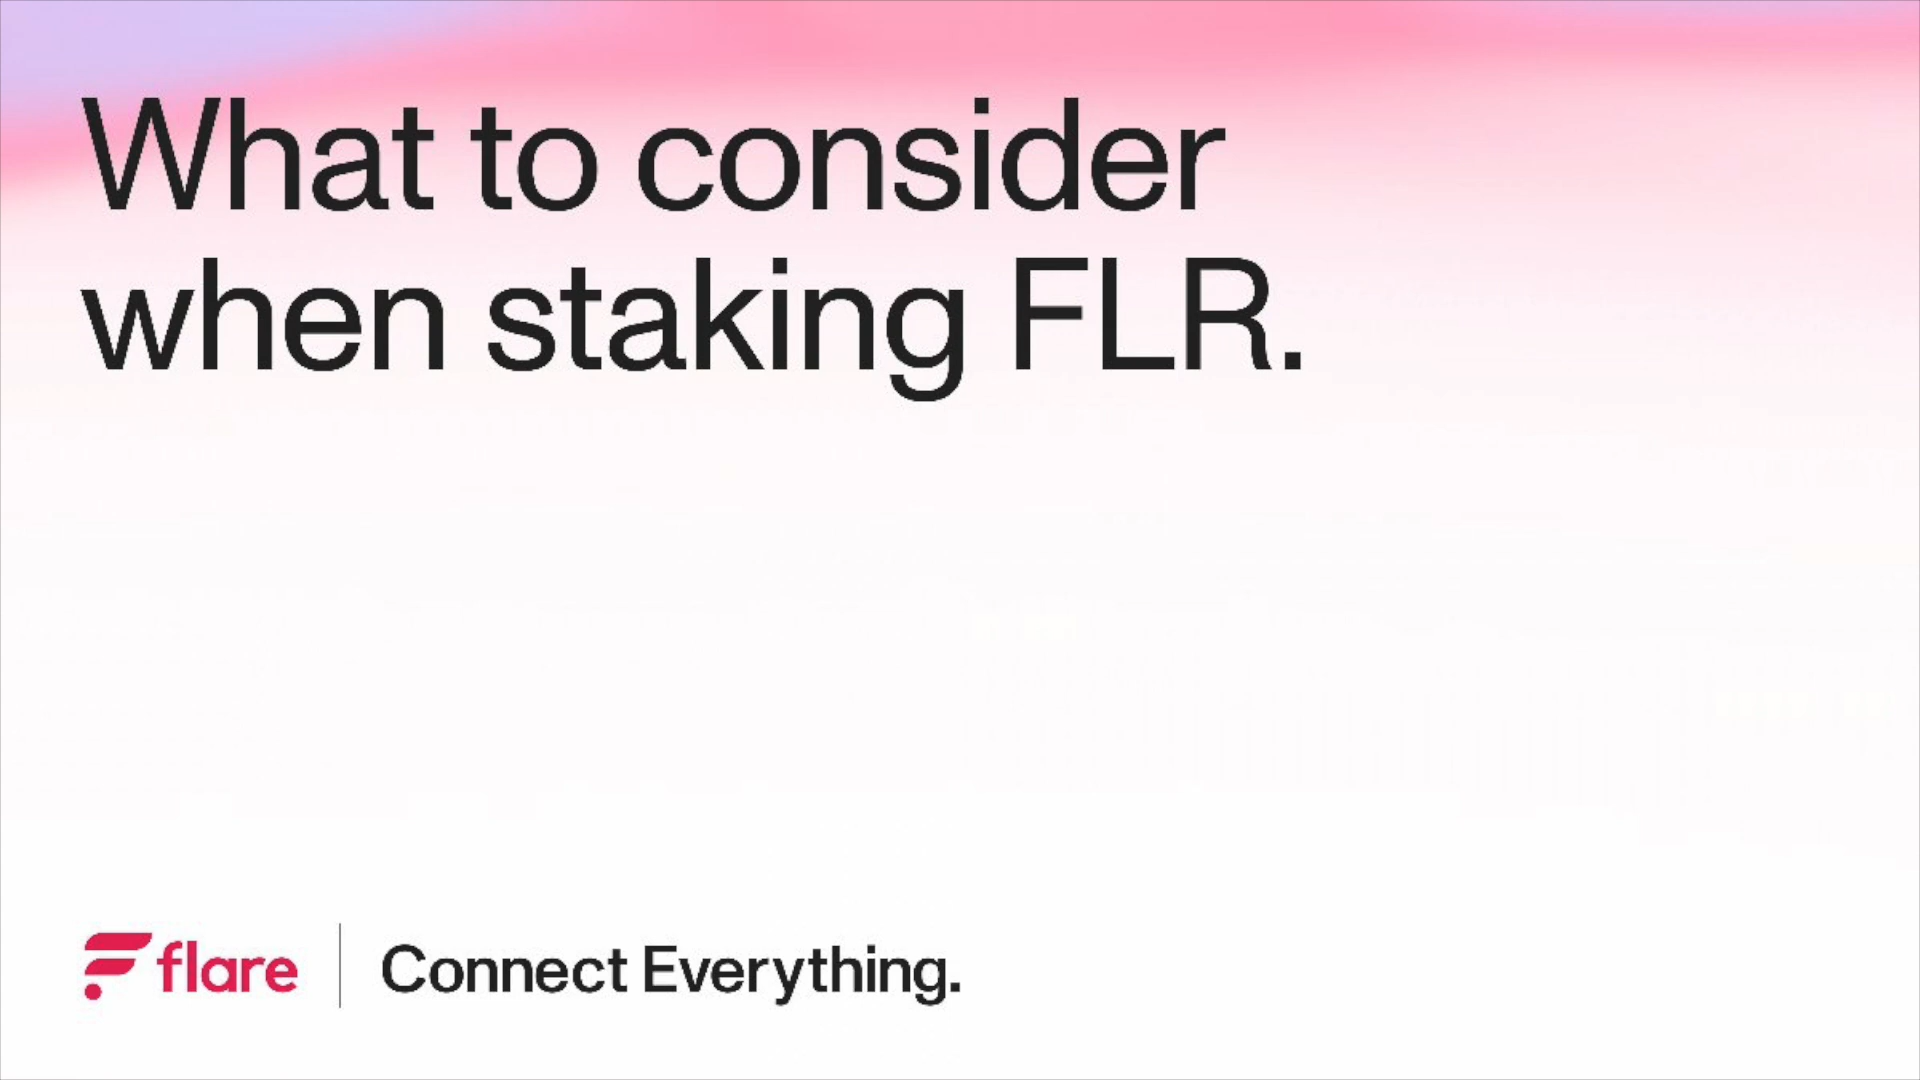 What to consider
when staking FLR.
flare
Connect Everything.